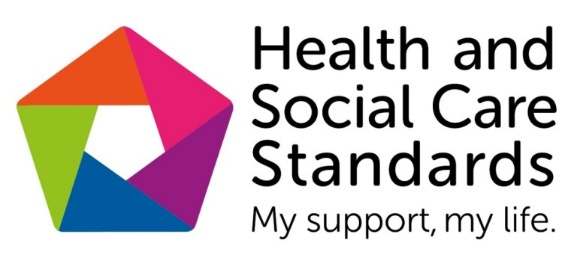 Health and
Social Care
Standards
My support, my life.